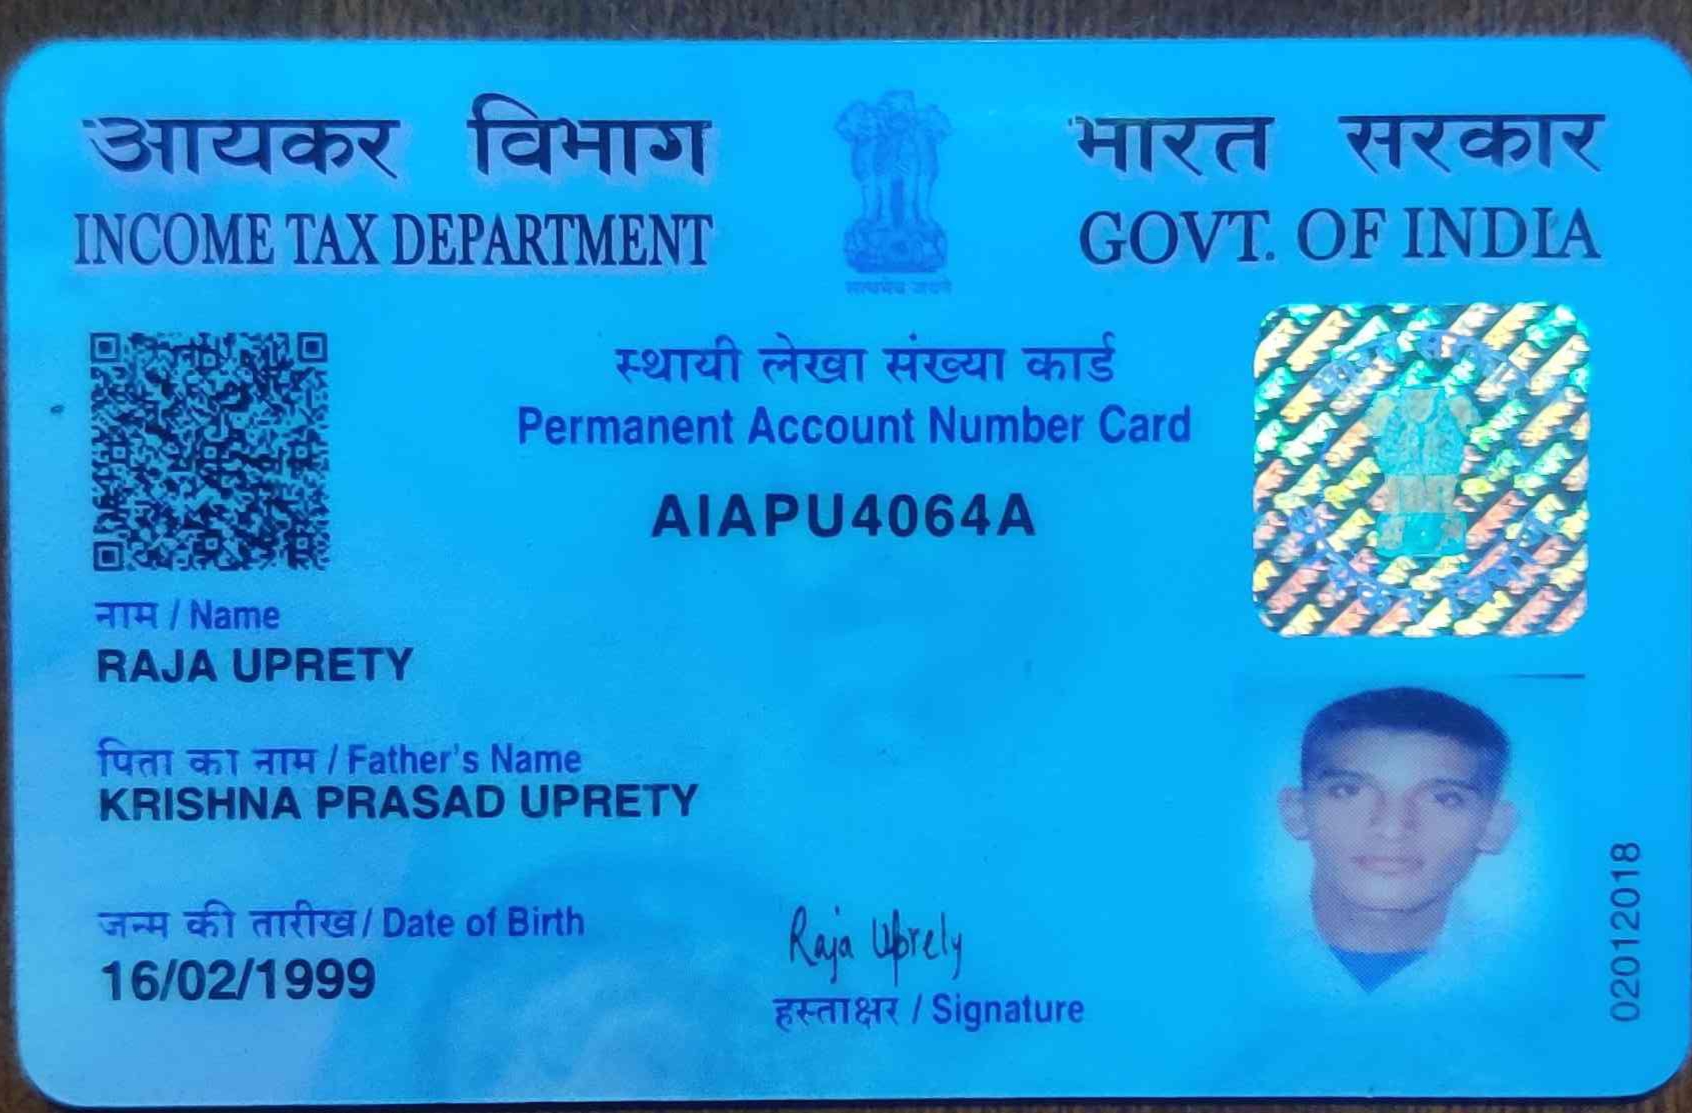 आयकर विभाग
INCOME TAX DEPARTMENT
भारत सरकार
GOVT. OF INDIA
सत्यमेव जयते
स्थायी लेखा संख्या कार्ड
Permanent Account Number Card
AIAPU4064A
नाम / Name
RAJA UPRETY
पिता का नाम / Father's Name
KRISHNA PRASAD UPRETY
जन्म की तारीख / Date of Birth
16/02/1999
Raja Uprety
हस्ताक्षर / Signature
02012018